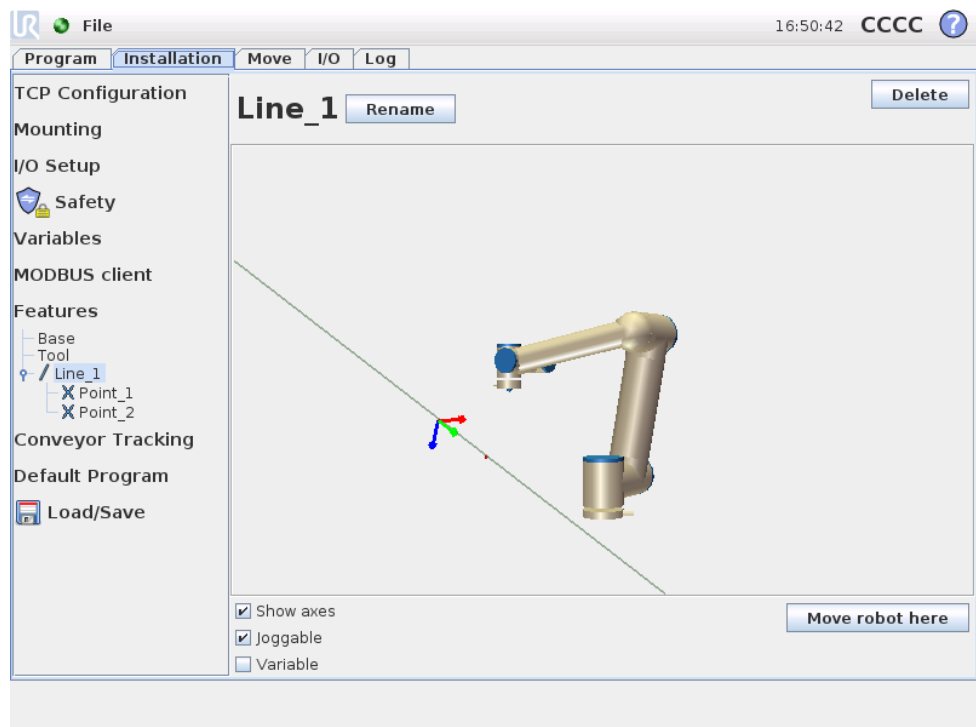 UR File 16:50:42 CCCC ?
Program Installation Move I/O Log
TCP Configuration
Mounting
I/O Setup
Safety
Variables
MODBUS client
Features
Base
Tool
Line_1
Point_1
Point_2
Conveyor Tracking
Default Program
Load/Save
Line_1 Rename Delete
Show axes
Joggable
Variable
Move robot here